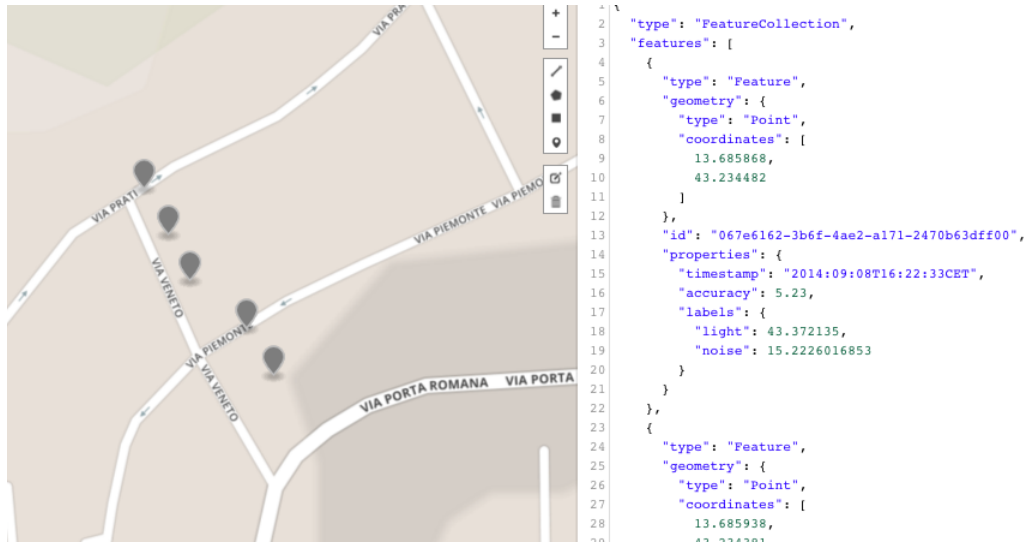 VIA PRA
VIA PRATI
VIA PIEMONTE
VIA PIEMO
VIA VENETO
VIA PIEMONT
VIA VENETO
VIA PORTA ROMANA
VIA PORTA
+
−
1 {
2 "type": "FeatureCollection",
3 "features": [
4 {
5 "type": "Feature",
6 "geometry": {
7 "type": "Point",
8 "coordinates": [
9 13.685868,
10 43.234482
11 ]
12 },
13 "id": "067e6162-3b6f-4ae2-a171-2470b63dff00",
14 "properties": {
15 "timestamp": "2014:09:08T16:22:33CET",
16 "accuracy": 5.23,
17 "labels": {
18 "light": 43.372135,
19 "noise": 15.2226016853
20 }
21 }
22 },
23 {
24 "type": "Feature",
25 "geometry": {
26 "type": "Point",
27 "coordinates": [
28 13.685938,